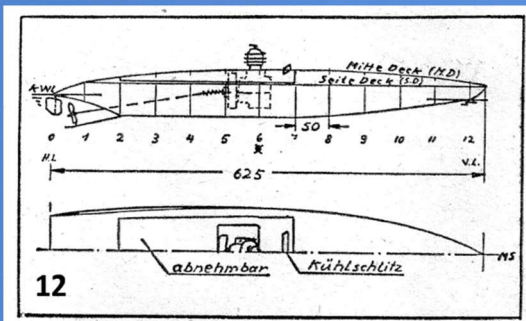 Mitte Deck (M.D)
Seite Deck (S.D)
KWL
50
0 1 2 3 4 5 6 7 8 9 10 11 12
H.L
V.L.
625
MS
abnehmbar
Kühlschlitz
12